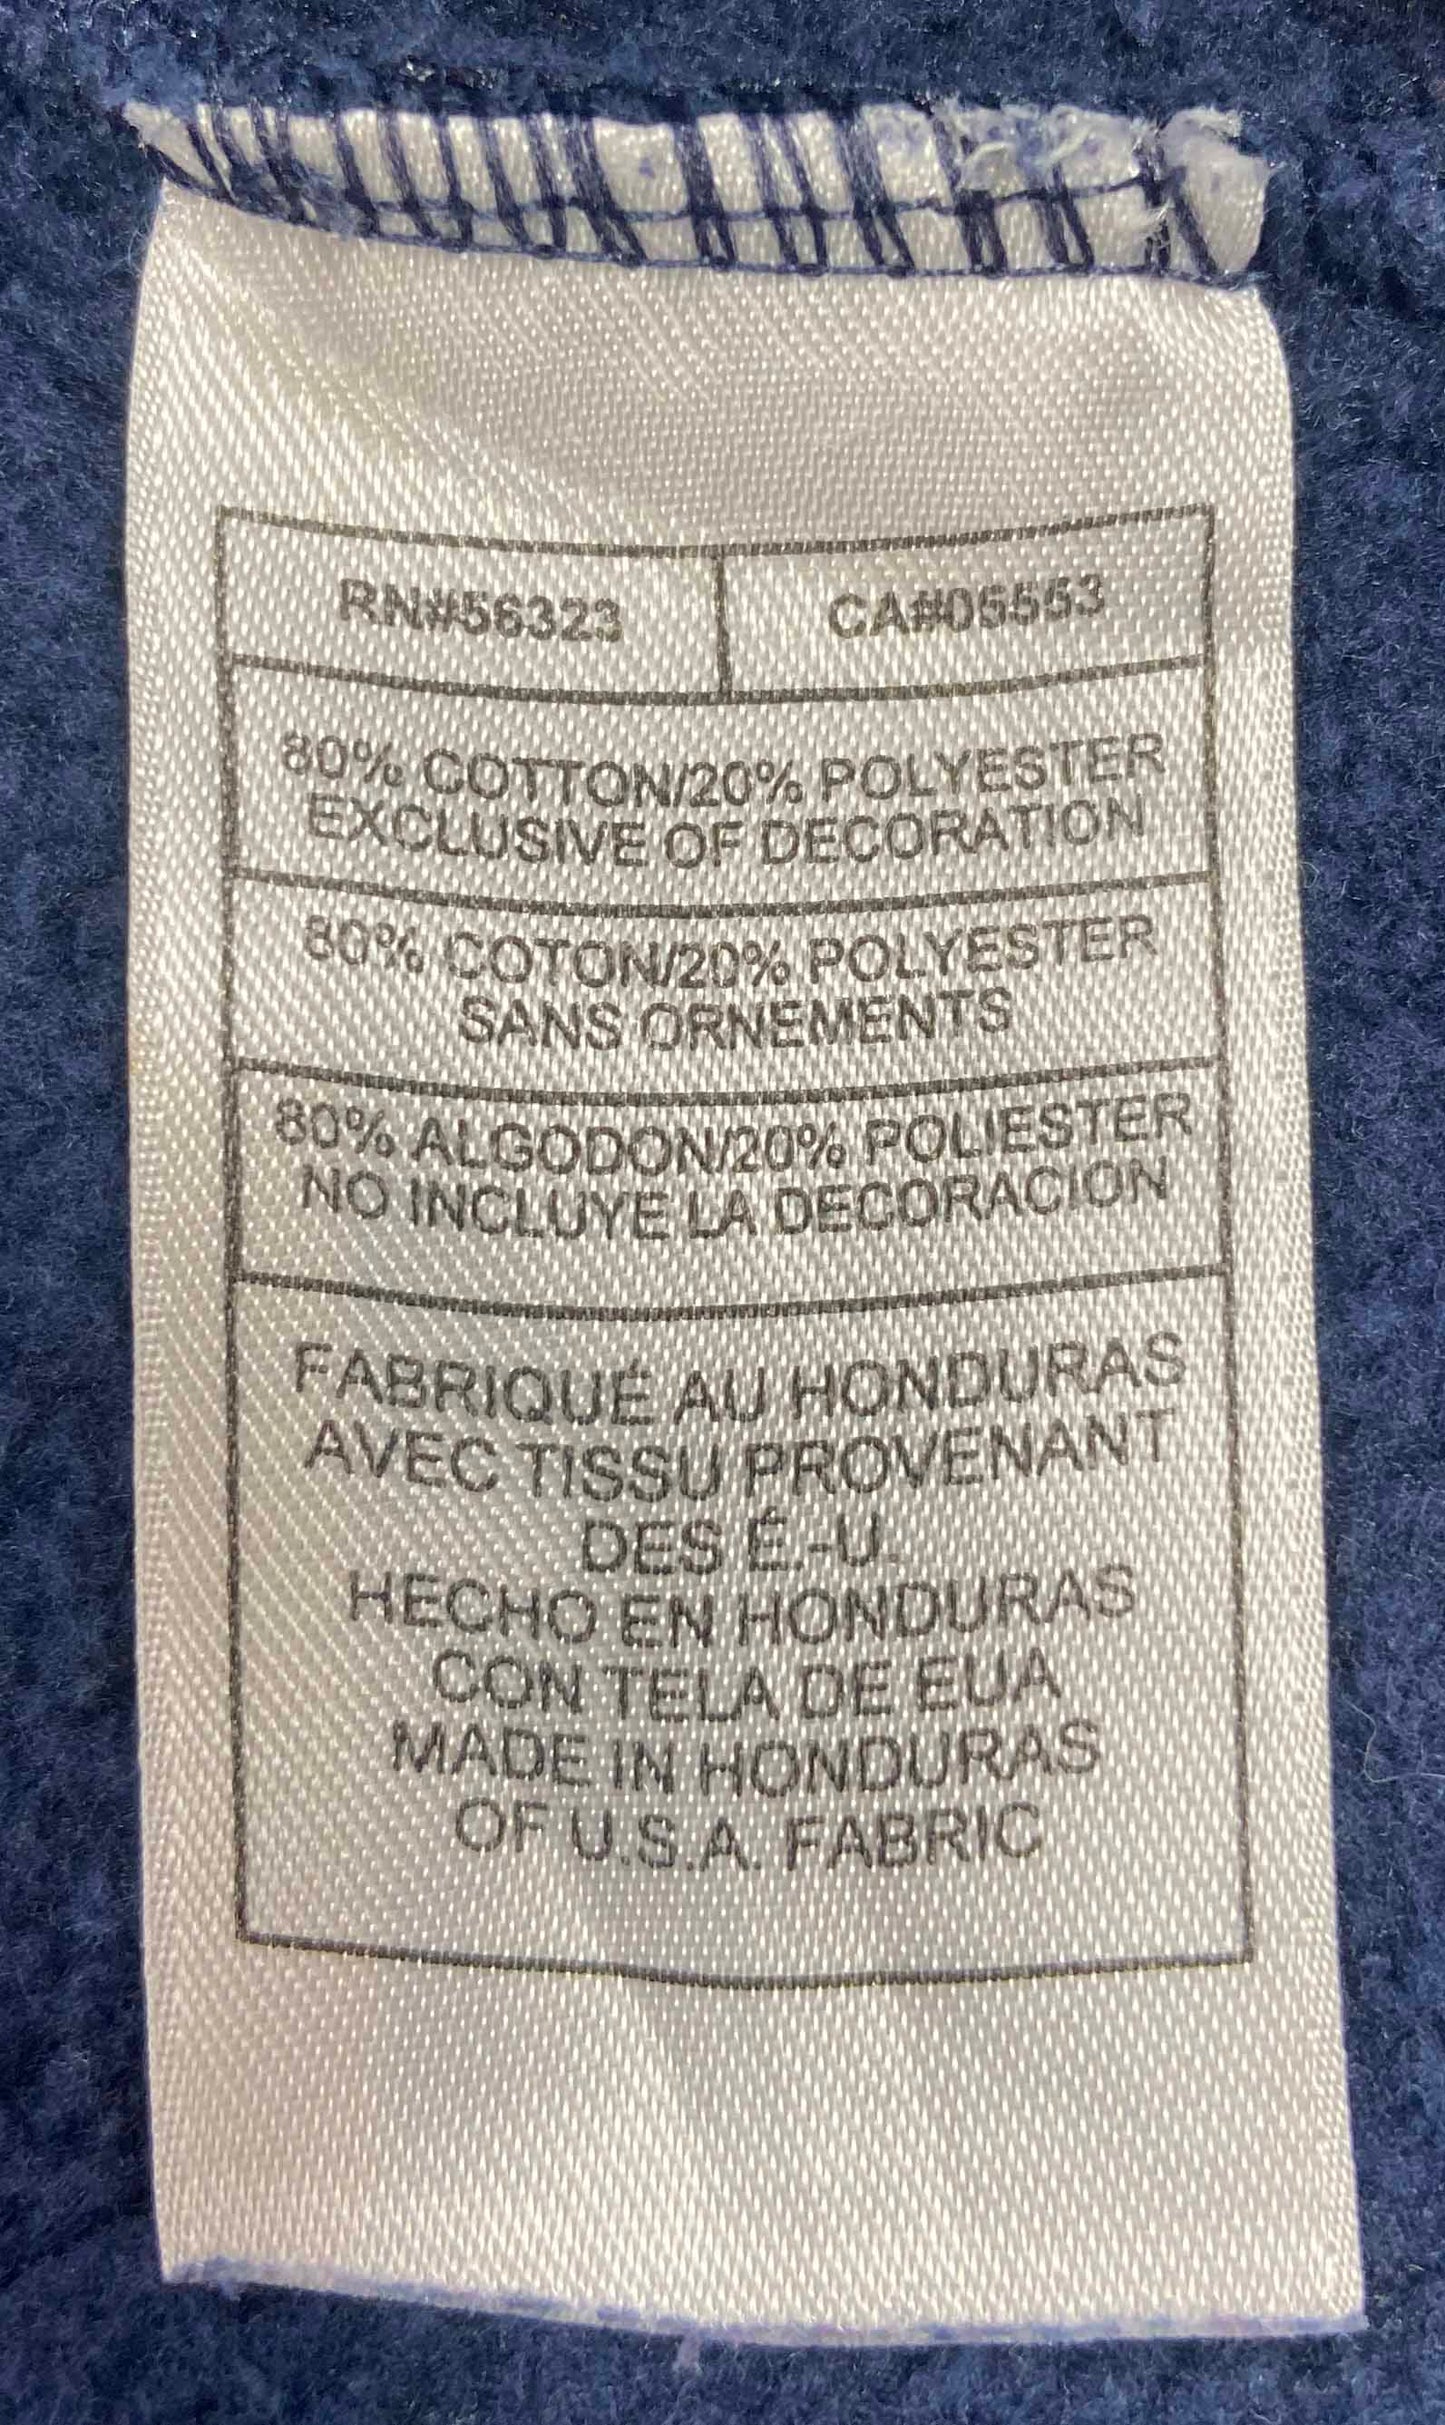 RN#56323 CA#05553
80% COTTON/20% POLYESTER
EXCLUSIVE OF DECORATION
80% COTON/20% POLYESTER
SANS ORNEMENTS
80% ALGODON/20% POLIESTER
NO INCLUYE LA DECORACION
FABRIQUÉ AU HONDURAS
AVEC TISSU PROVENANT
DES É.-U.
HECHO EN HONDURAS
CON TELA DE EUA
MADE IN HONDURAS
OF U.S.A. FABRIC